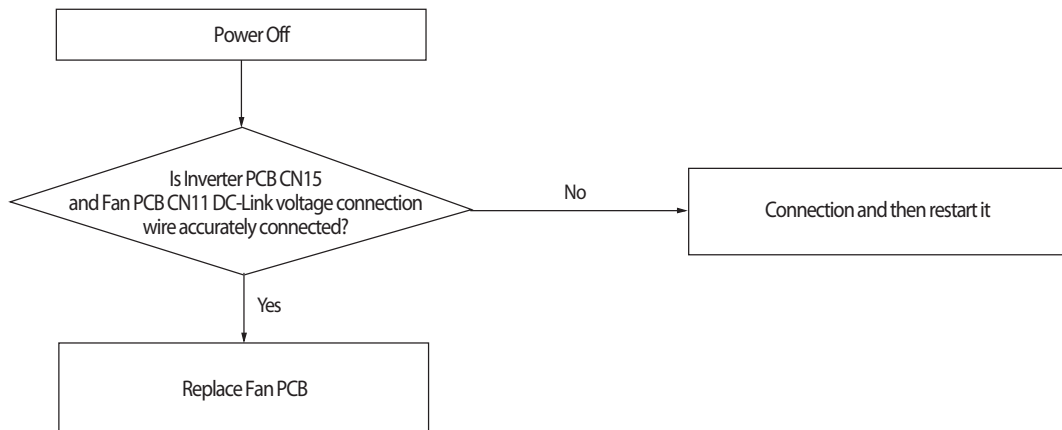 Power Off
Is Inverter PCB CN15
and Fan PCB CN11 DC-Link voltage connection
wire accurately connected?
No
Connection and then restart it
Yes
Replace Fan PCB